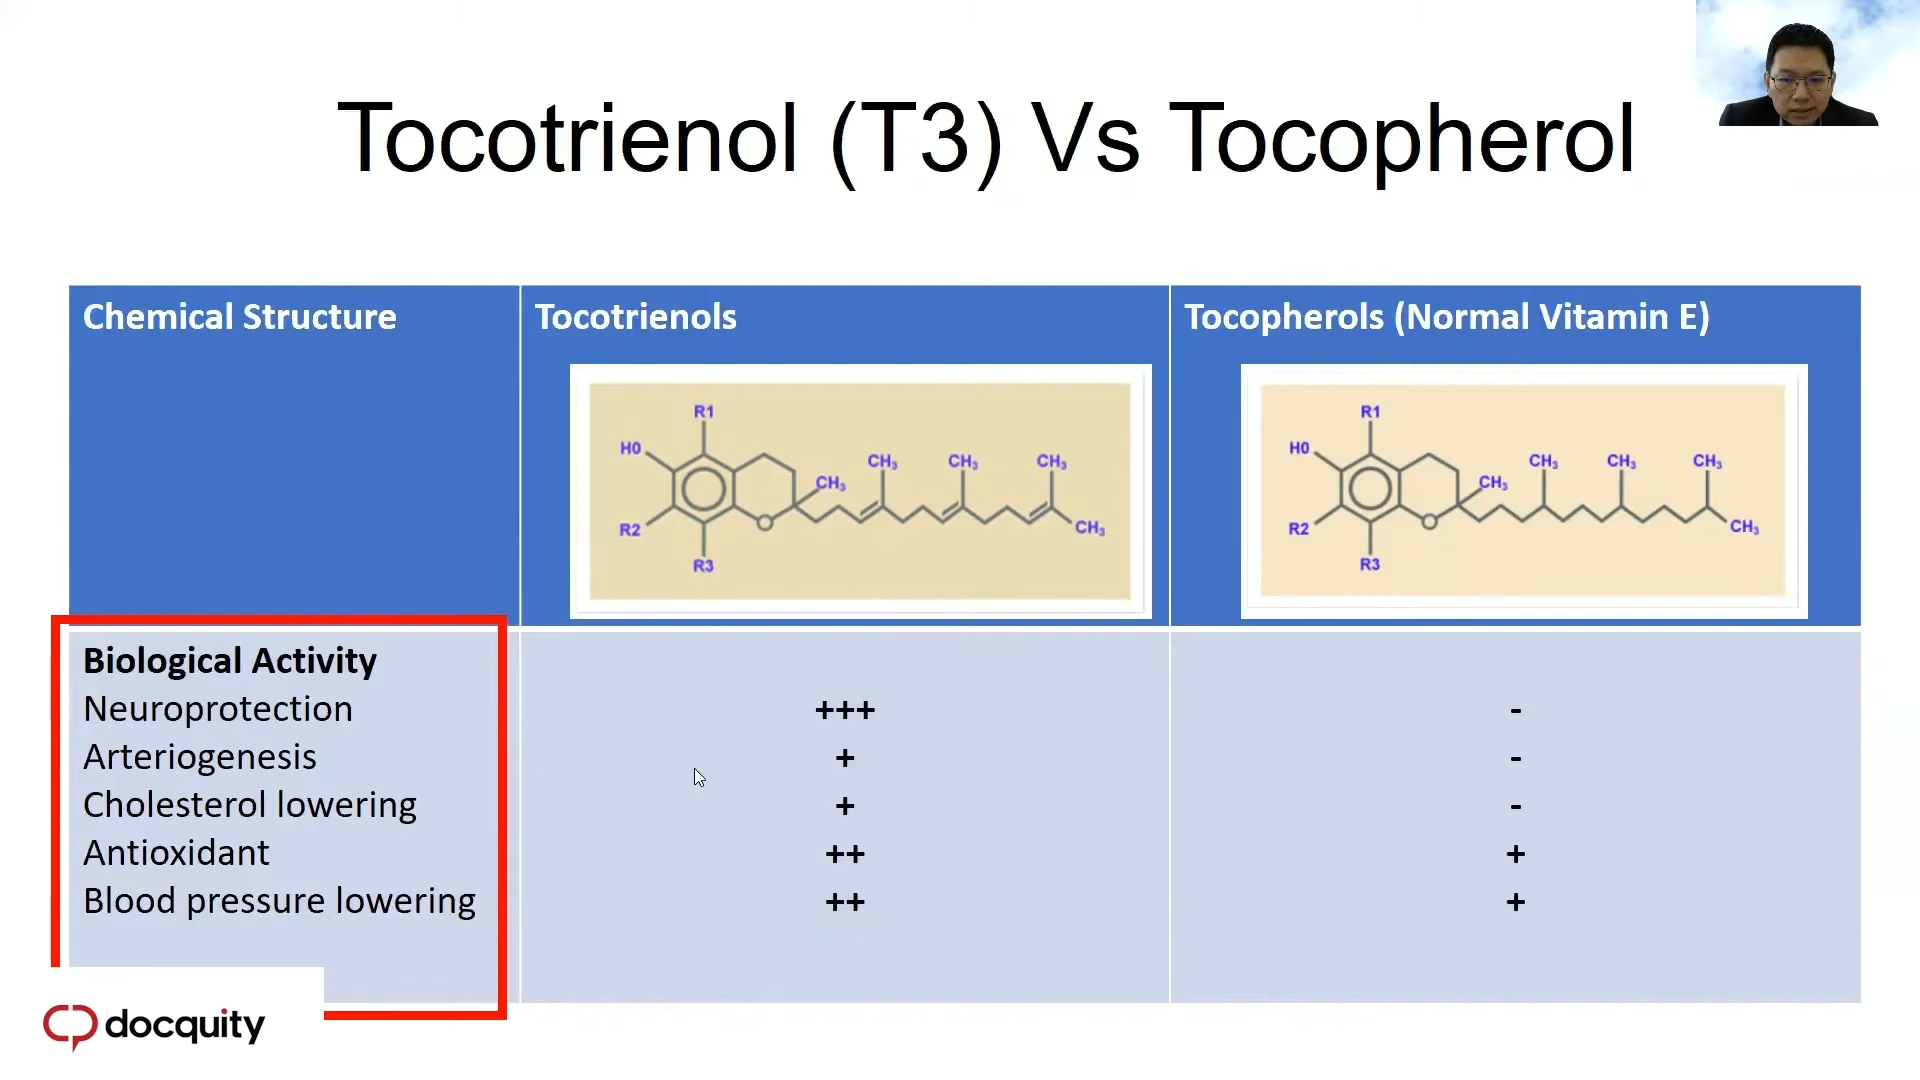 Tocotrienol (T3) Vs Tocopherol
Chemical Structure
Tocotrienols
Tocopherols (Normal Vitamin E)
R1
HO
CH₃
CH₃
CH₃
CH₃
R2
CH₃
R3
R1
HO
CH₃
CH₃
CH₃
CH₃
R2
CH₃
R3
Biological Activity
Neuroprotection +++ -
Arteriogenesis + -
Cholesterol lowering + -
Antioxidant ++ +
Blood pressure lowering ++ +
docquity